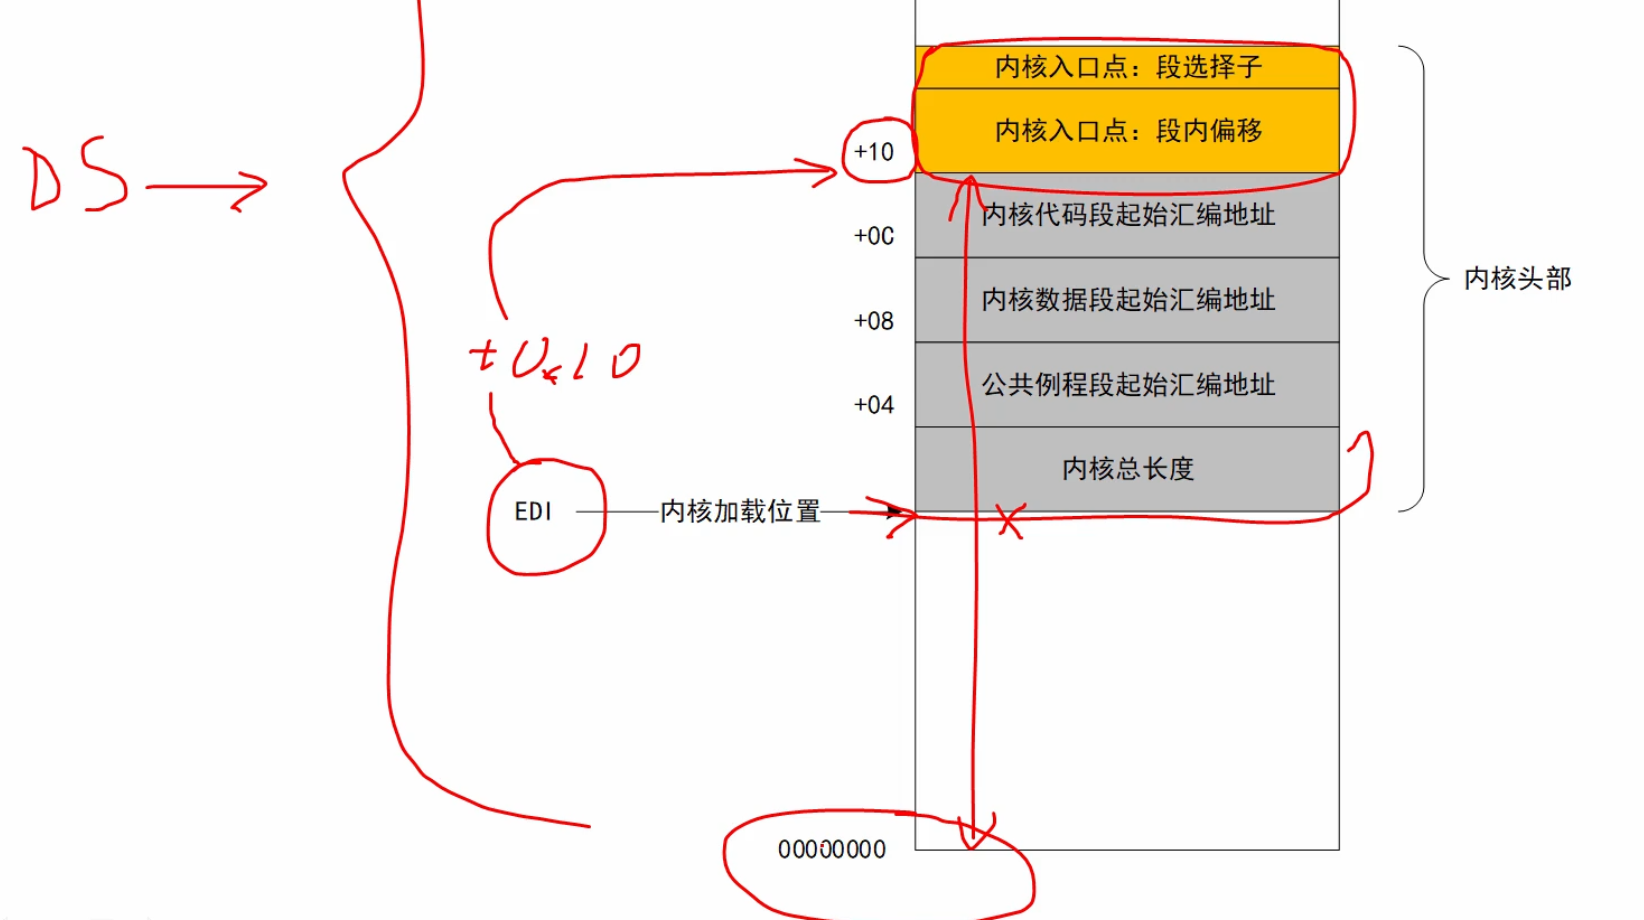 内核入口点：段选择子
内核入口点：段内偏移
+10
DS
内核代码段起始汇编地址
+0C
内核头部
内核数据段起始汇编地址
+08
+0x10
公共例程段起始汇编地址
+04
内核总长度
EDI
内核加载位置
00000000